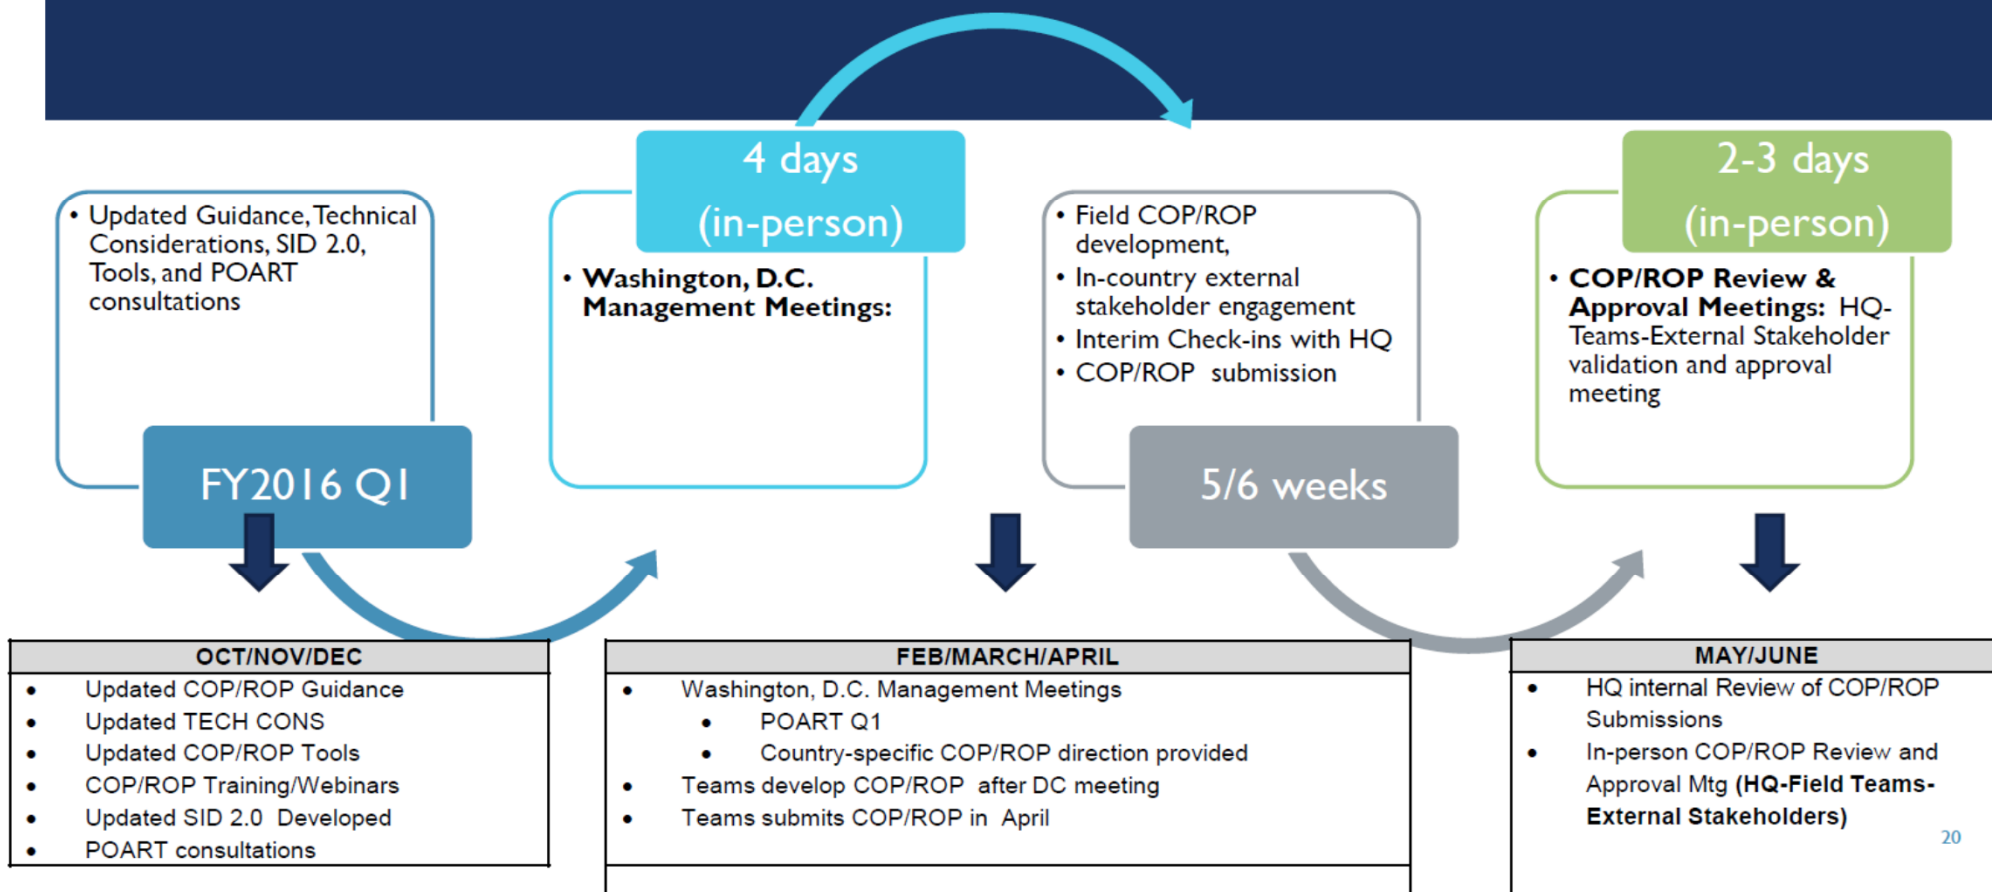 • Updated Guidance, Technical
Considerations, SID 2.0,
Tools, and POART
consultations
FY2016 Q1
4 days
(in-person)
• Washington, D.C.
Management Meetings:
• Field COP/ROP
development,
• In-country external
stakeholder engagement
• Interim Check-ins with HQ
• COP/ROP submission
5/6 weeks
2-3 days
(in-person)
• COP/ROP Review &
Approval Meetings: HQ-
Teams-External Stakeholder
validation and approval
meeting
OCT/NOV/DEC
• Updated COP/ROP Guidance
• Updated TECH CONS
• Updated COP/ROP Tools
• COP/ROP Training/Webinars
• Updated SID 2.0 Developed
• POART consultations
FEB/MARCH/APRIL
• Washington, D.C. Management Meetings
• POART Q1
• Country-specific COP/ROP direction provided
• Teams develop COP/ROP after DC meeting
• Teams submits COP/ROP in April
MAY/JUNE
• HQ internal Review of COP/ROP
Submissions
• In-person COP/ROP Review and
Approval Mtg (HQ-Field Teams-
External Stakeholders)
20